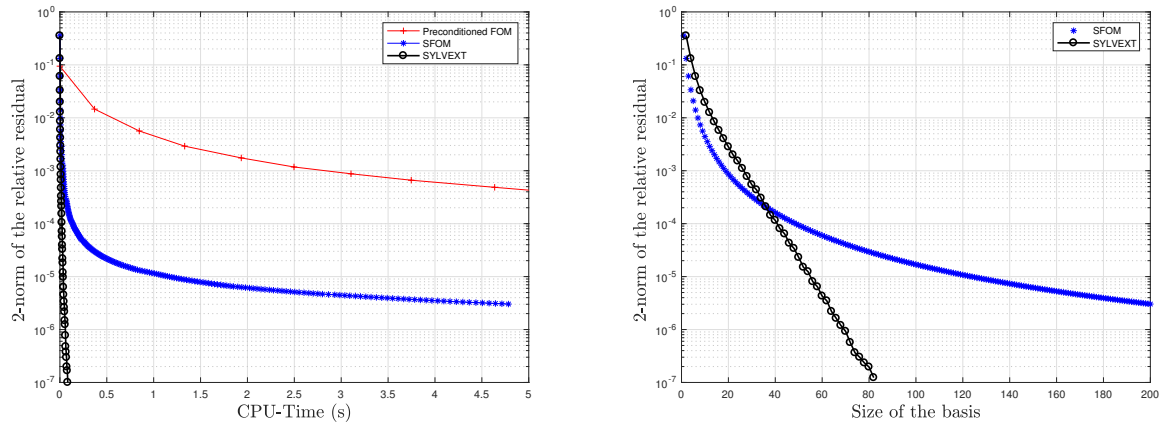 10^0
10^-1
10^-2
10^-3
10^-4
10^-5
10^-6
10^-7
2-norm of the relative residual
0 0.5 1 1.5 2 2.5 3 3.5 4 4.5 5
CPU-Time (s)
Preconditioned FOM
SFOM
SYLVEXT
10^0
10^-1
10^-2
10^-3
10^-4
10^-5
10^-6
10^-7
2-norm of the relative residual
0 20 40 60 80 100 120 140 160 180 200
Size of the basis
SFOM
SYLVEXT